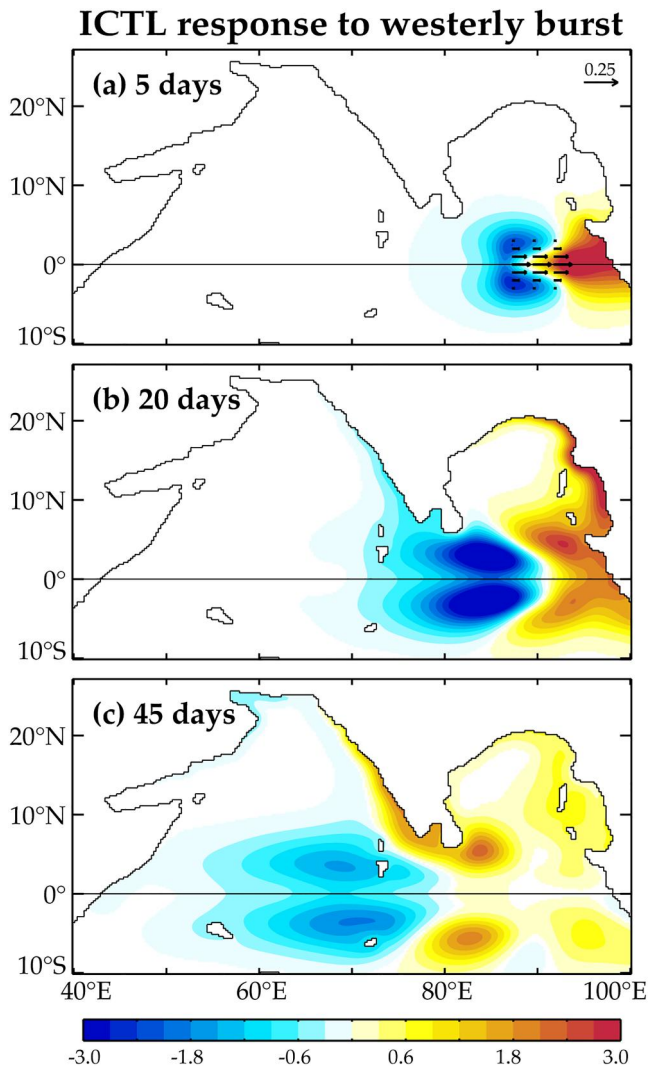 ICTL response to westerly burst
(a) 5 days
0.25
20°N
10°N
0°
10°S
(b) 20 days
20°N
10°N
0°
10°S
(c) 45 days
20°N
10°N
0°
10°S
40°E 60°E 80°E 100°E
-3.0 -1.8 -0.6 0.6 1.8 3.0